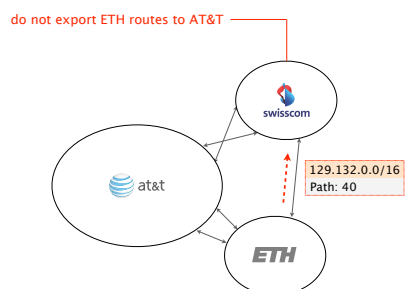 do not export ETH routes to AT&T
swisscom
129.132.0.0/16
Path: 40
at&t
ETH